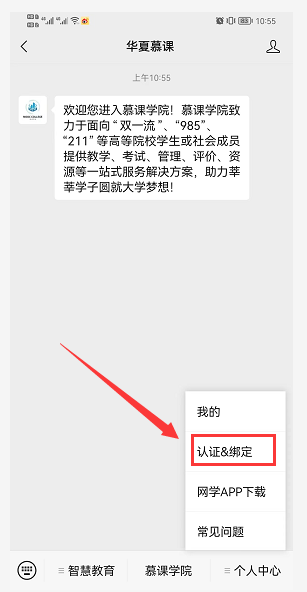 10:55
华夏慕课
上午10:55
欢迎您进入慕课学院！慕课学院致
力于面向“双一流”、“985”、
“211”等高等院校学生或社会成员
提供教学、考试、管理、评价、资
源等一站式服务解决方案，助力莘
莘学子圆就大学梦想！
我的
认证&绑定
网学APP下载
常见问题
智慧教育
慕课学院
个人中心